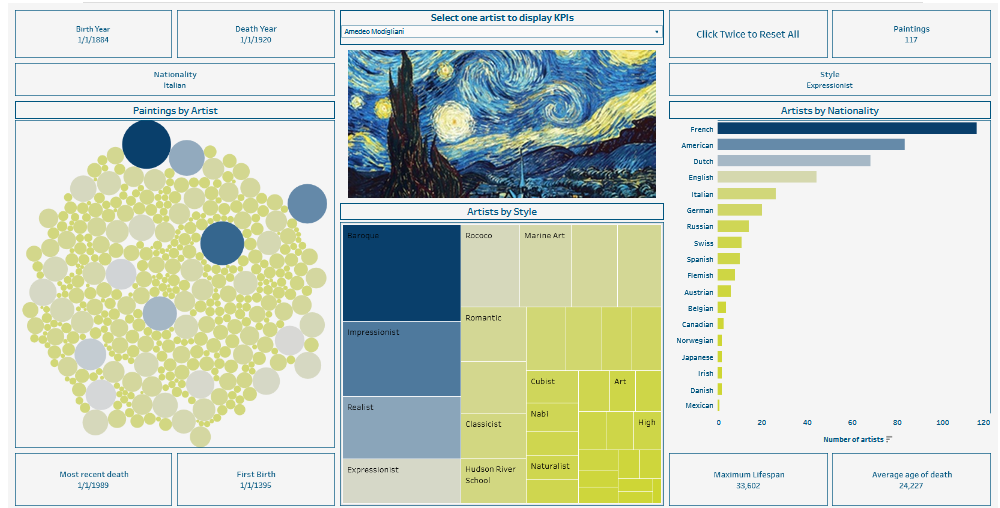 Birth Year
1/1/1884
Death Year
1/1/1920
Nationality
Italian
Select one artist to display KPIs
Amedeo Modigliani
Click Twice to Reset All
Paintings
117
Style
Expressionist
Paintings by Artist
Artists by Style
Baroque
Rococo
Marine Art
Impressionist
Romantic
Realist
Cubist
Art
Nabi
Classicist
High
Expressionist
Hudson River
School
Naturalist
Artists by Nationality
French
American
Dutch
English
Italian
German
Russian
Swiss
Spanish
Flemish
Austrian
Belgian
Canadian
Norwegian
Japanese
Irish
Danish
Mexican
0 20 40 60 80 100 120
Number of artists
Most recent death
1/1/1989
First Birth
1/1/1395
Maximum Lifespan
33,602
Average age of death
24,227